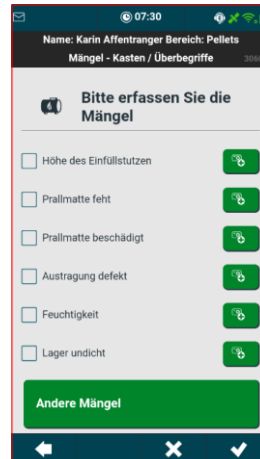 07:30
Name: Karin Affentranger Bereich: Pellets
Mängel - Kasten / Überbegriffe
Bitte erfassen Sie die
Mängel
Höhe des Einfüllstutzen
Prallmatte feht
Prallmatte beschädigt
Austragung defekt
Feuchtigkeit
Lager undicht
Andere Mängel